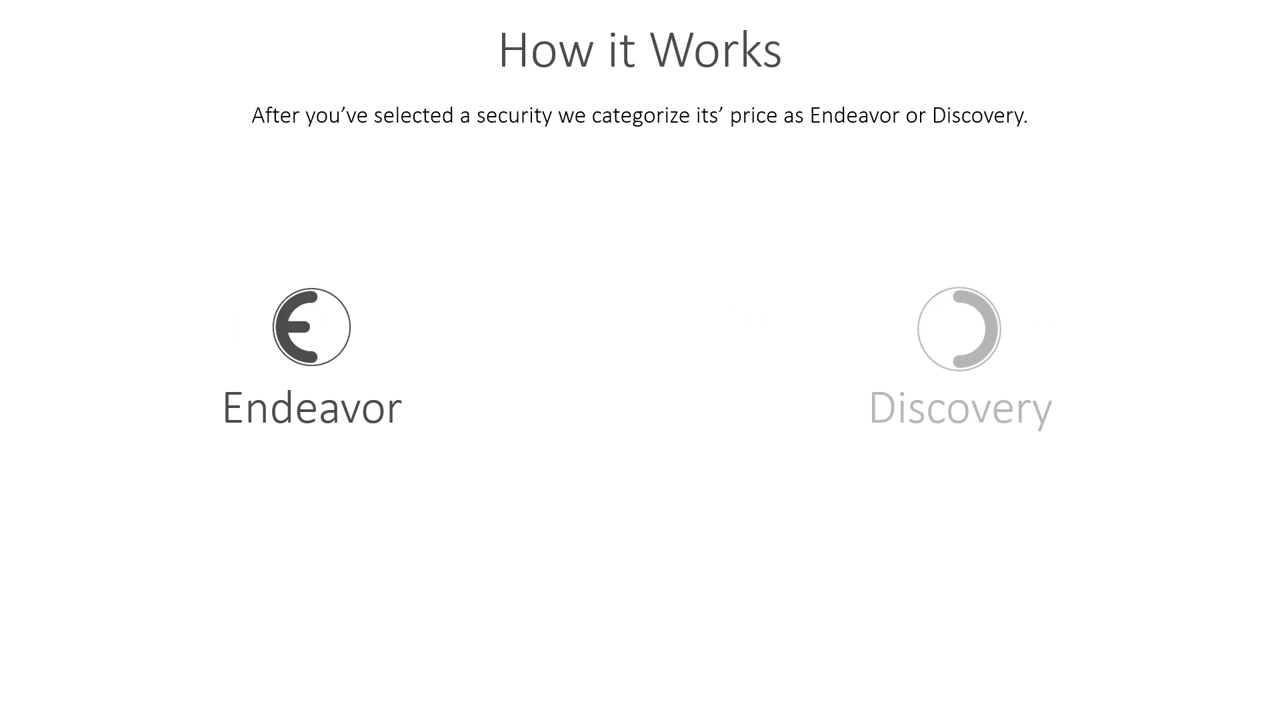 How it Works
After you’ve selected a security we categorize its’ price as Endeavor or Discovery.
Endeavor
Discovery